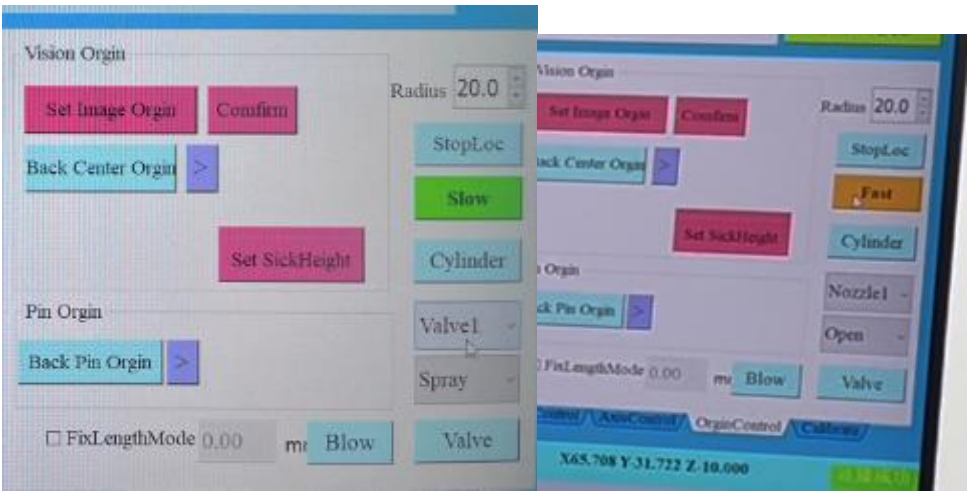 Vision Orgin
Radius 20.0
Set Image Orgin Comfirm
StopLoc
Back Center Orgin >
Slow
Set SickHeight
Cylinder
Pin Orgin
Valve1
Back Pin Orgin >
Spray
FixLengthMode 0.00 mm Blow
Valve
Vision Orgin
Radius 20.0
Set Image Orgin Comfirm
StopLoc
Back Center Orgin >
Fast
Set SickHeight
Cylinder
Orgin
Nozzle1
Pin Orgin >
Open
FixLengthMode 0.00 Blow
Valve
AxisControl OrginControl
X65.708 Y-31.722 Z-10.000